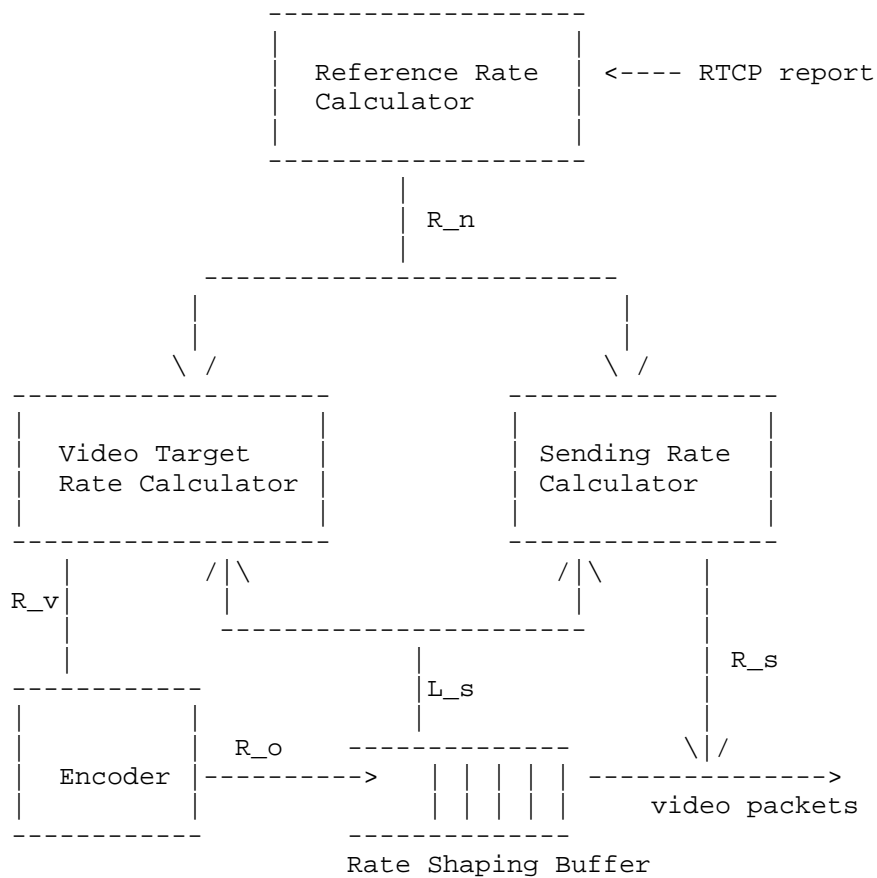 Reference Rate <---- RTCP report
Calculator
R_n
Video Target Sending Rate
Rate Calculator Calculator
R_v
R_s
L_s
R_o
Encoder
video packets
Rate Shaping Buffer